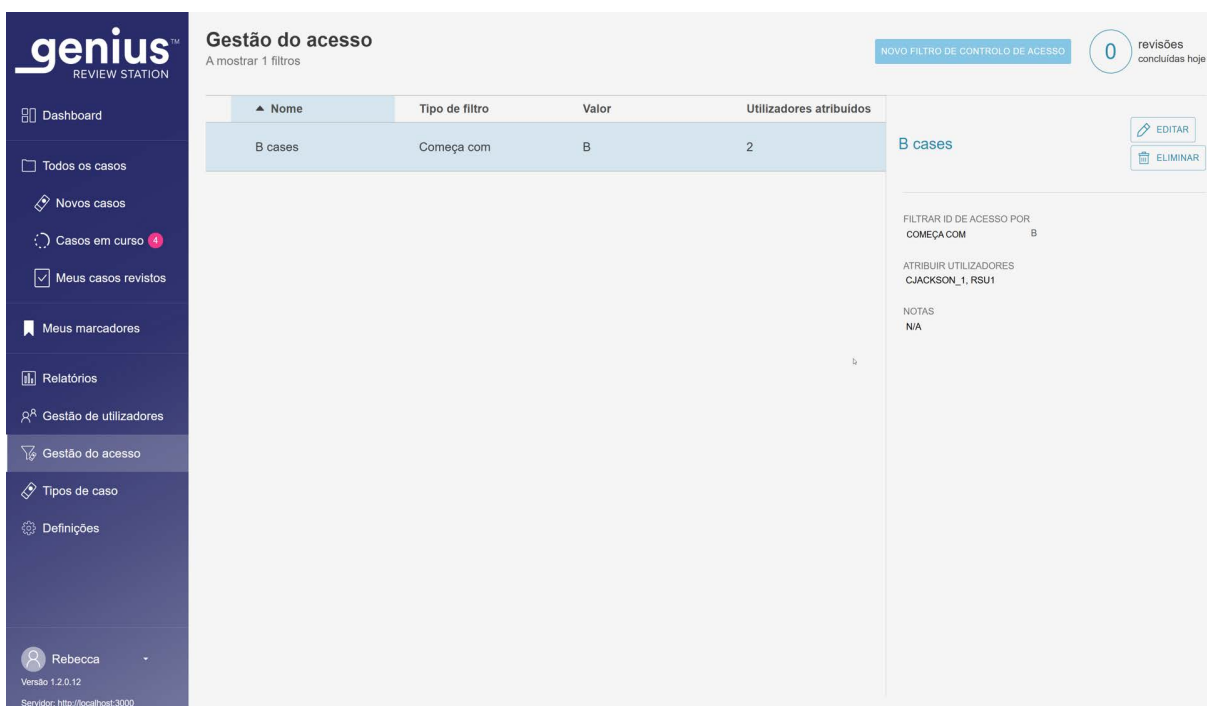 genius™
REVIEW STATION
Dashboard
Todos os casos
Novos casos
Casos em curso 4
Meus casos revistos
Meus marcadores
Relatórios
Gestão de utilizadores
Gestão do acesso
Tipos de caso
Definições
Rebecca
Versão 1.2.0.12
Servidor: http://localhost:3000
Gestão do acesso
A mostrar 1 filtros
NOVO FILTRO DE CONTROLO DE ACESSO
0 revisões
concluídas hoje
Nome Tipo de filtro Valor Utilizadores atribuídos
B cases Começa com B 2
B cases
EDITAR
ELIMINAR
FILTRAR ID DE ACESSO POR
COMEÇA COM B
ATRIBUIR UTILIZADORES
CJACKSON_1, RSU1
NOTAS
N/A